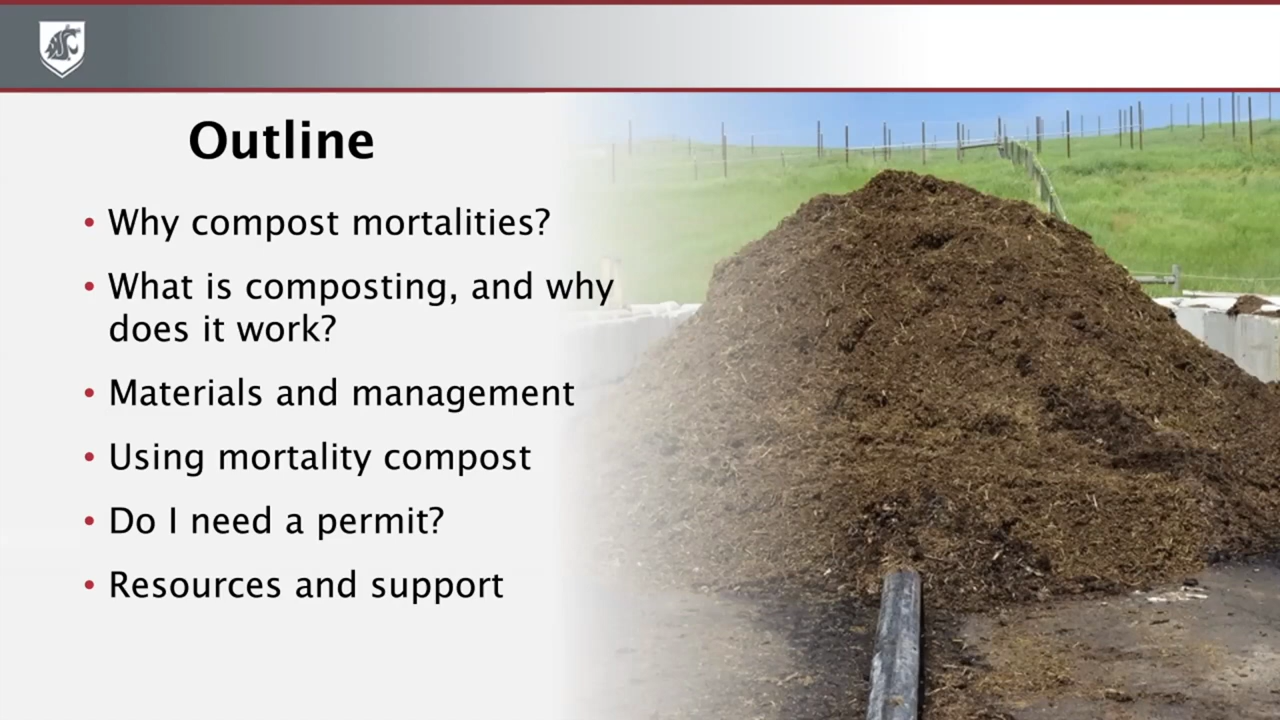 Outline
• Why compost mortalities?
• What is composting, and why
does it work?
• Materials and management
• Using mortality compost
• Do I need a permit?
• Resources and support